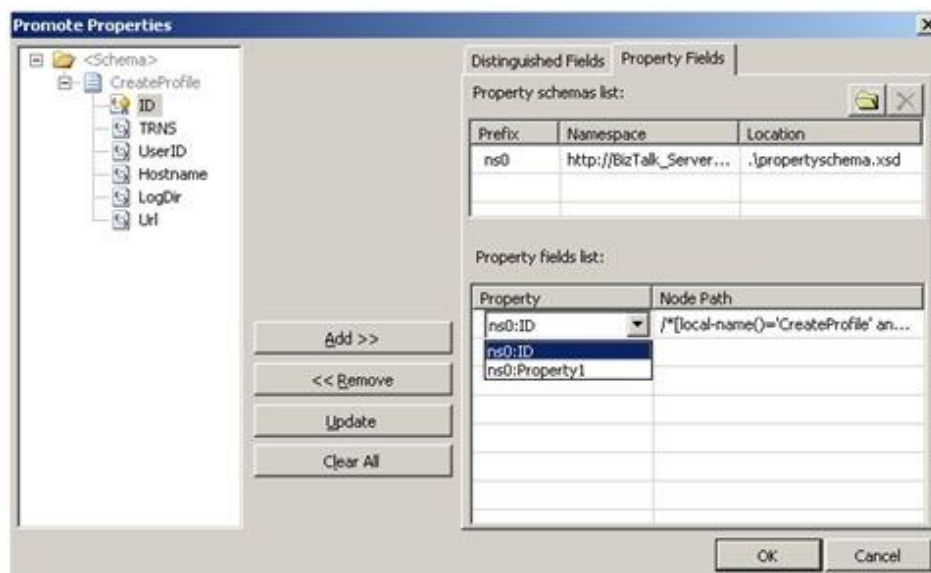 Promote Properties
<Schema>
CreateProfile
ID
TRNS
UserID
Hostname
LogDir
Url
Add >>
<< Remove
Update
Clear All
Distinguished Fields
Property Fields
Property schemas list:
Prefix Namespace Location
ns0 http://BizTalk_Server... .\propertyschema.xsd
Property fields list:
Property Node Path
ns0:ID /*[local-name()='CreateProfile' an...
ns0:ID
ns0:Property1
OK
Cancel